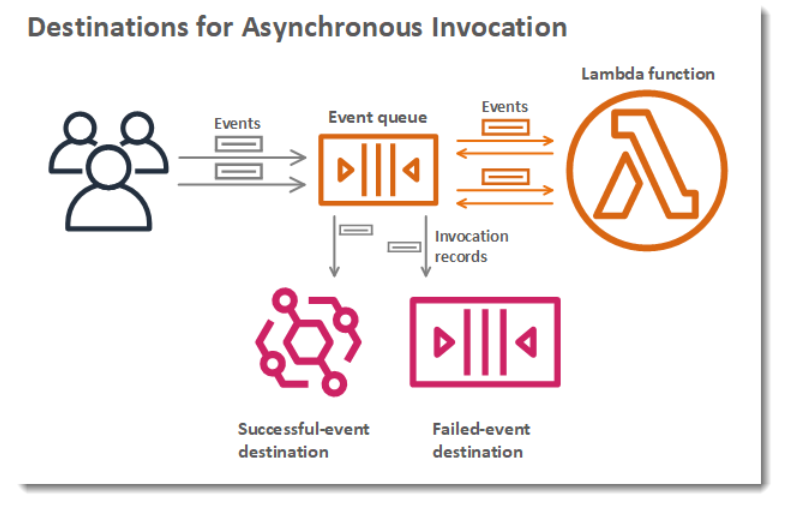 Destinations for Asynchronous Invocation
Lambda function
Events
Event queue
Events
Invocation
records
Successful-event
destination
Failed-event
destination